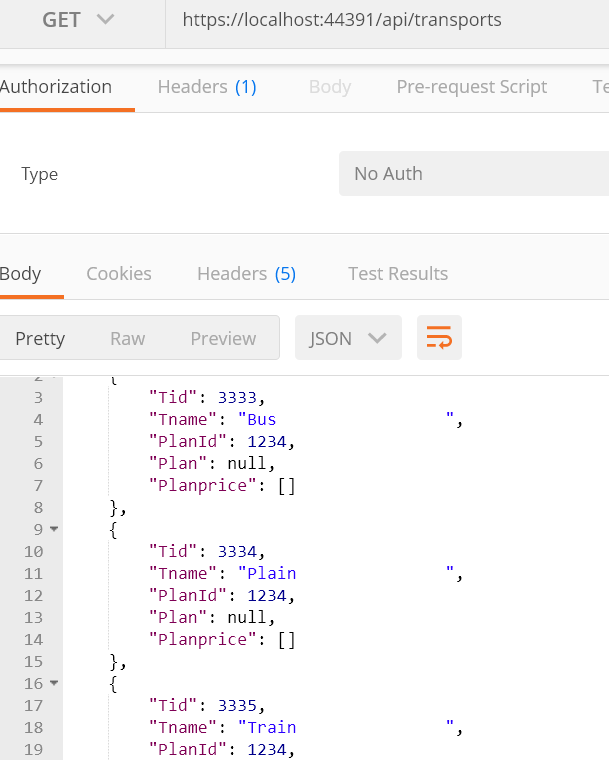 GET https://localhost:44391/api/transports
Authorization Headers (1) Body Pre-request Script Te
Type No Auth
Body Cookies Headers (5) Test Results
Pretty Raw Preview JSON
2 {
3 "Tid": 3333,
4 "Tname": "Bus                 ",
5 "PlanId": 1234,
6 "Plan": null,
7 "Planprice": []
8 },
9 {
10 "Tid": 3334,
11 "Tname": "Plain               ",
12 "PlanId": 1234,
13 "Plan": null,
14 "Planprice": []
15 },
16 {
17 "Tid": 3335,
18 "Tname": "Train               ",
19 "PlanId": 1234,